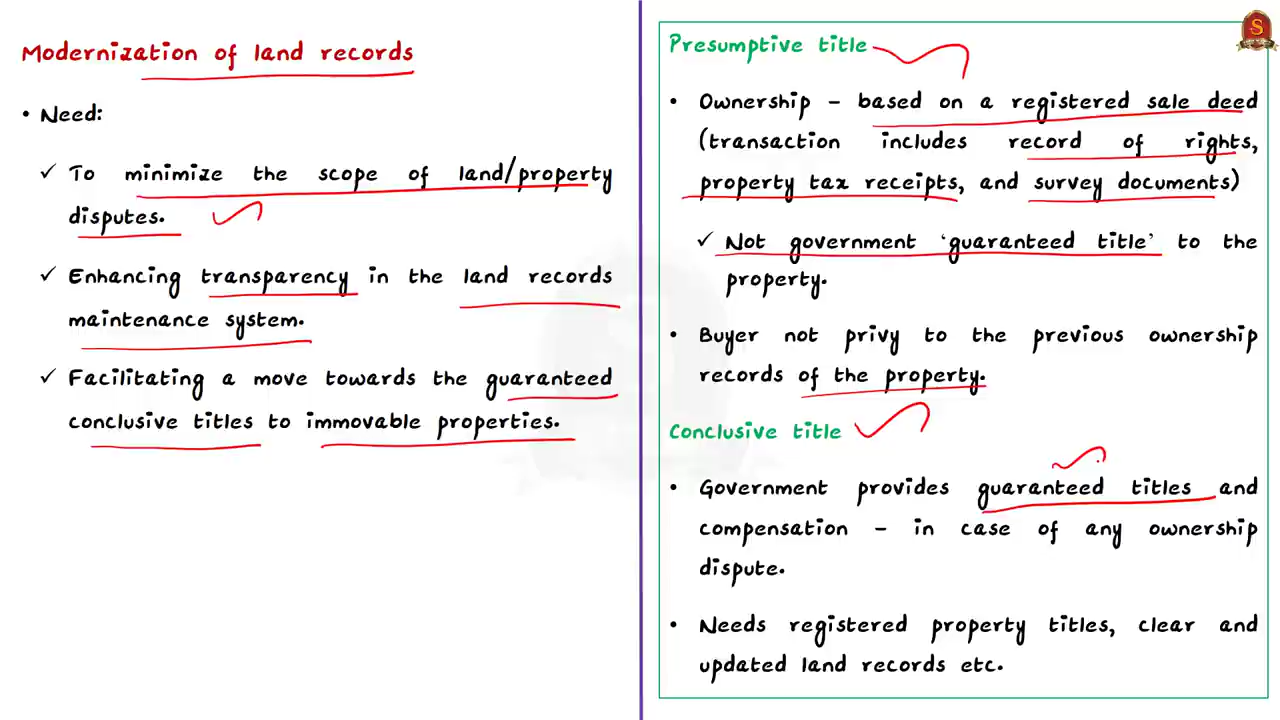 Modernization of land records
• Need:
✓ To minimize the scope of land/property
disputes.
✓ Enhancing transparency in the land records
maintenance system.
✓ Facilitating a move towards the guaranteed
conclusive titles to immovable properties.
Presumptive title
• Ownership – based on a registered sale deed
(transaction includes record of rights,
property tax receipts, and survey documents)
✓ Not government ‘guaranteed title’ to the
property.
• Buyer not privy to the previous ownership
records of the property.
Conclusive title
• Government provides guaranteed titles and
compensation – in case of any ownership
dispute.
• Needs registered property titles, clear and
updated land records etc.